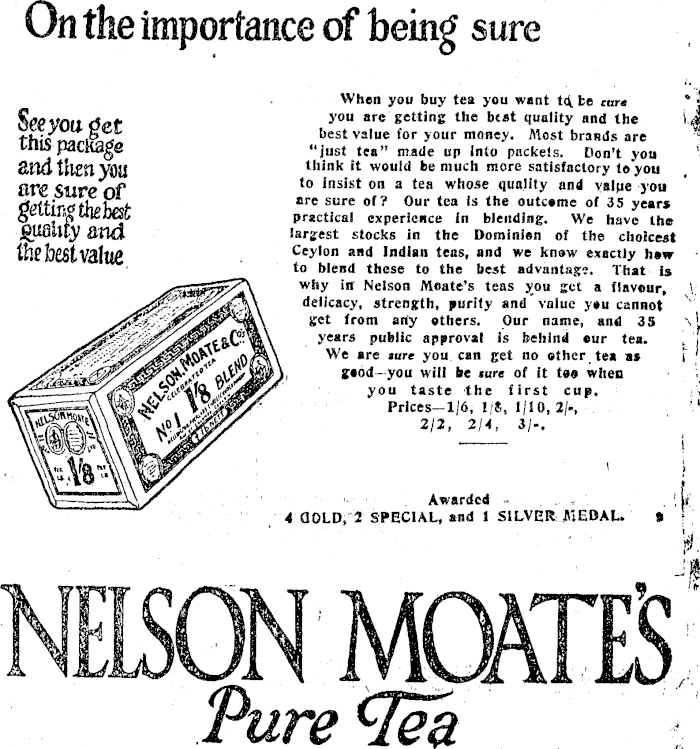 On the importance of being sure
See you get
this package
and then you
are sure of
getting the best
quality and
the best value
When you buy tea you want to be sure
you are getting the best quality and the
best value for your money. Most brands are
"just tea" made up into packets. Don't you
think it would be much more satisfactory to you
to insist on a tea whose quality and value you
are sure of? Our tea is the outcome of 35 years
practical experience in blending. We have the
largest stocks in the Dominion of the choicest
Ceylon and Indian teas, and we know exactly how
to blend these to the best advantage. That is
why in Nelson Moate's teas you get a flavour,
delicacy, strength, purity and value you cannot
get from any others. Our name, and 35
years public approval is behind our tea.
We are sure you can get no other tea as
good—you will be sure of it too when
you taste the first cup.
Prices—1/6, 1/8, 1/10, 2/-,
2/2, 2/4, 3/-.
NELSON, MOATE & Co
CELEBRATED TEA
No 1 1/8 BLEND
NELSON MOATE
PER LB 1/8 PER LB
Awarded
4 GOLD, 2 SPECIAL, and 1 SILVER MEDAL. 9
NELSON MOATE'S
Pure Tea